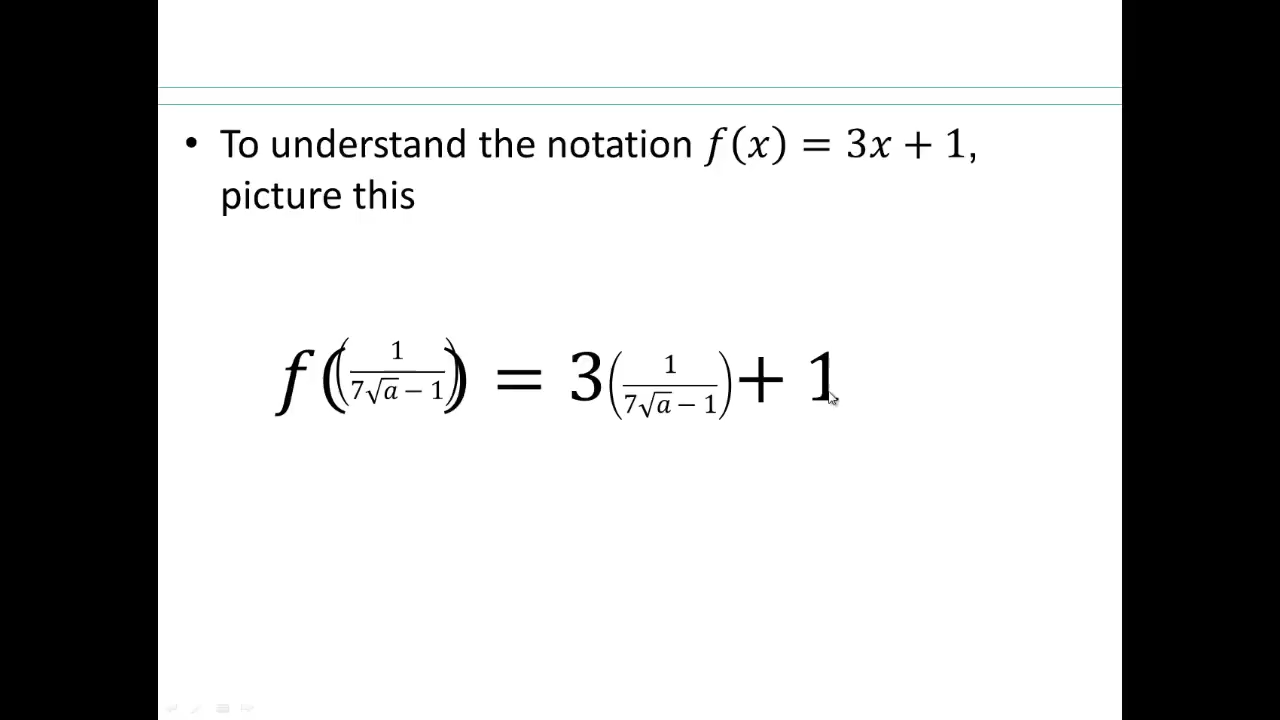 • To understand the notation f(x) = 3x + 1,
picture this
f((1/(7√a − 1))) = 3(1/(7√a − 1)) + 1